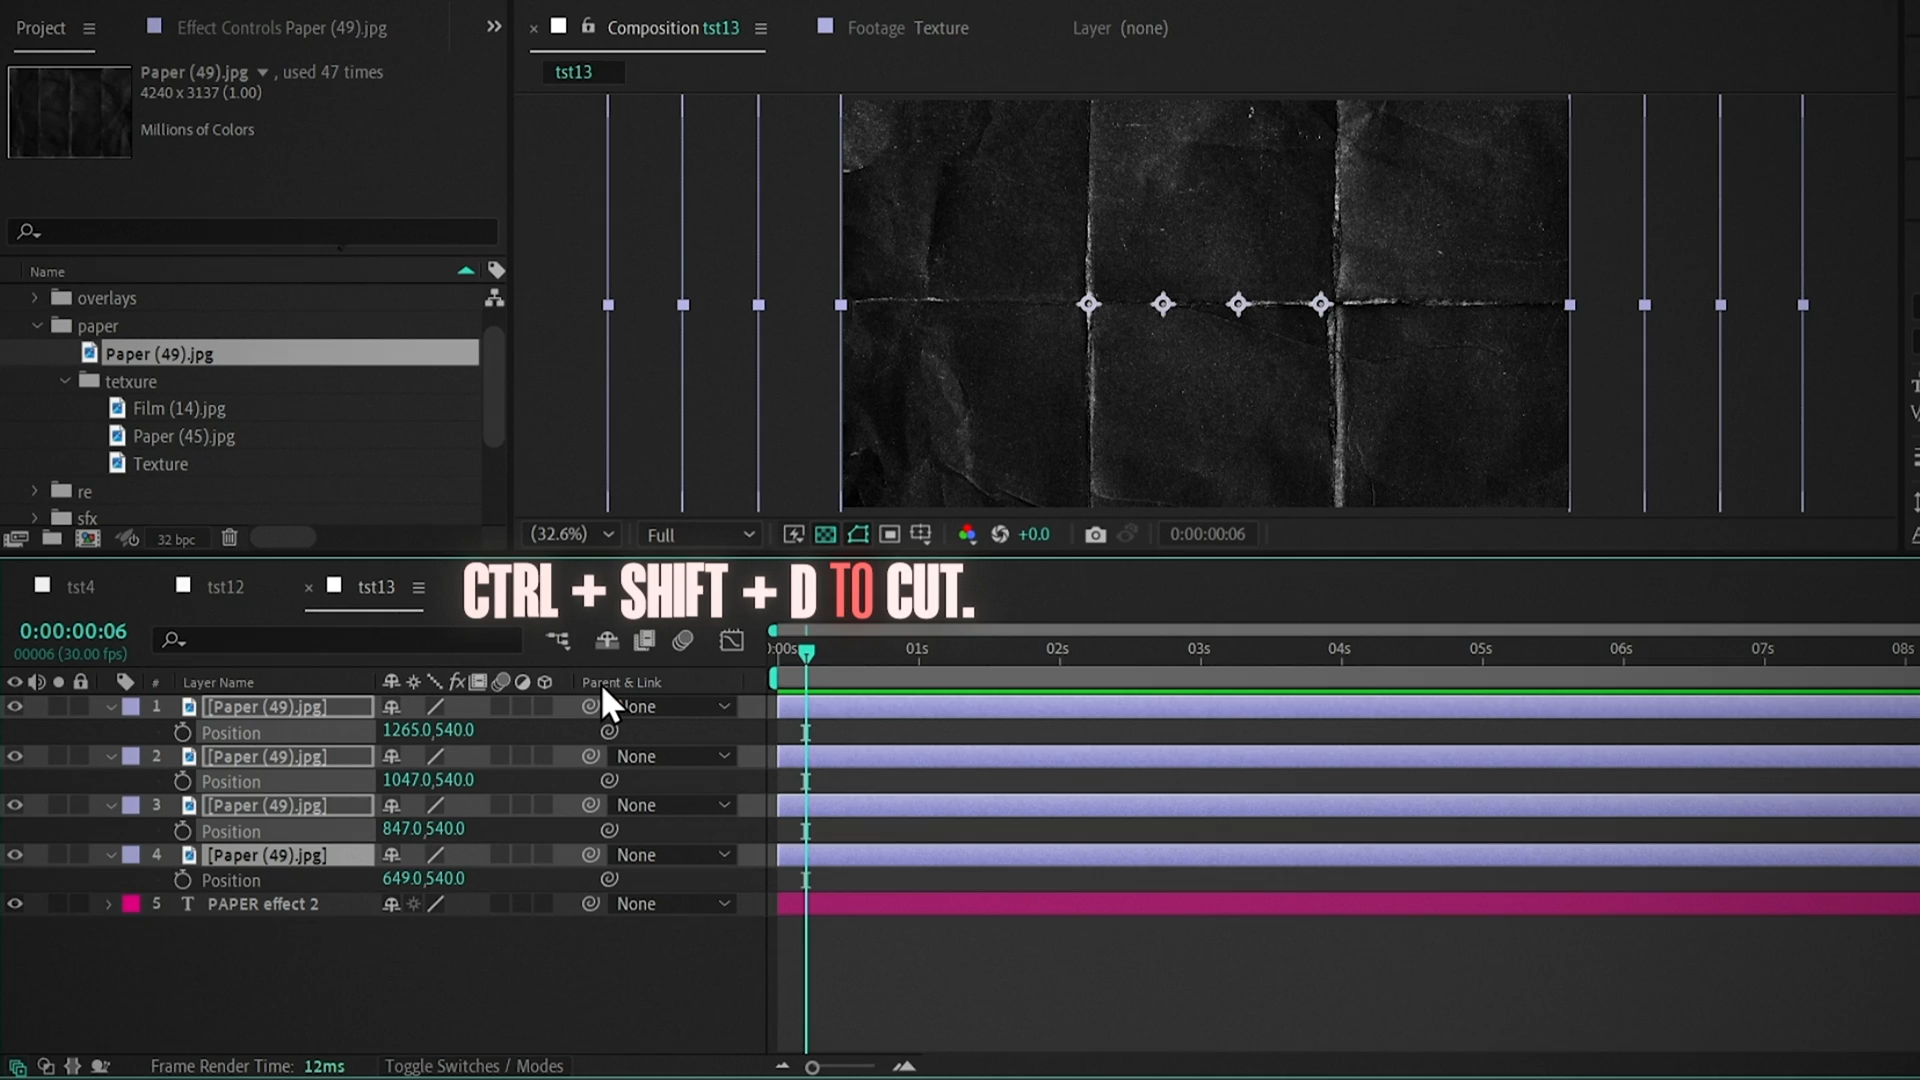 Project
Effect Controls Paper (49).jpg
Composition tst13
Footage Texture
Layer (none)
Paper (49).jpg , used 47 times
4240 x 3137 (1.00)
Millions of Colors
tst13
Name
overlays
paper
Paper (49).jpg
tetxure
Film (14).jpg
Paper (45).jpg
Texture
re
sfx
32 bpc
(32.6%)
Full
+0.0
0:00:00:06
tst4
tst12
tst13
CTRL + SHIFT + D TO CUT.
0:00:00:06
00006 (30.00 fps)
:00s 01s 02s 03s 04s 05s 06s 07s 08s
# Layer Name
Parent & Link
1 [Paper (49).jpg] one
Position 1265.0,540.0
2 [Paper (49).jpg] None
Position 1047.0,540.0
3 [Paper (49).jpg] None
Position 847.0,540.0
4 [Paper (49).jpg] None
Position 649.0,540.0
5 T PAPER effect 2 None
Frame Render Time: 12ms
Toggle Switches / Modes